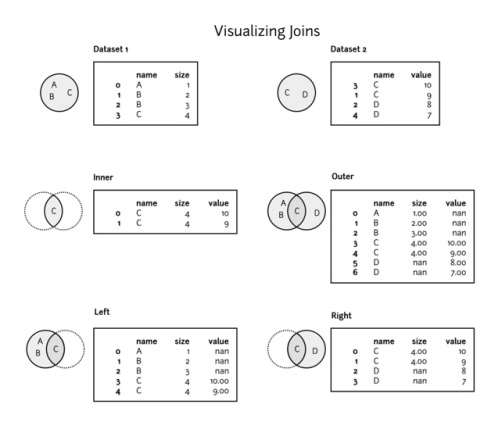 Visualizing Joins
Dataset 1
A
B C
name size
0 A 1
1 B 2
2 B 3
3 C 4
Dataset 2
C D
name value
3 C 10
1 C 9
2 D 8
4 D 7
Inner
C
name size value
0 C 4 10
1 C 4 9
Outer
A
B C D
name size value
0 A 1.00 nan
1 B 2.00 nan
2 B 3.00 nan
3 C 4.00 10.00
4 C 4.00 9.00
5 D nan 8.00
6 D nan 7.00
Left
A
B C
name size value
0 A 1 nan
1 B 2 nan
2 B 3 nan
3 C 4 10.00
4 C 4 9.00
Right
C D
name size value
0 C 4.00 10
1 C 4.00 9
2 D nan 8
3 D nan 7